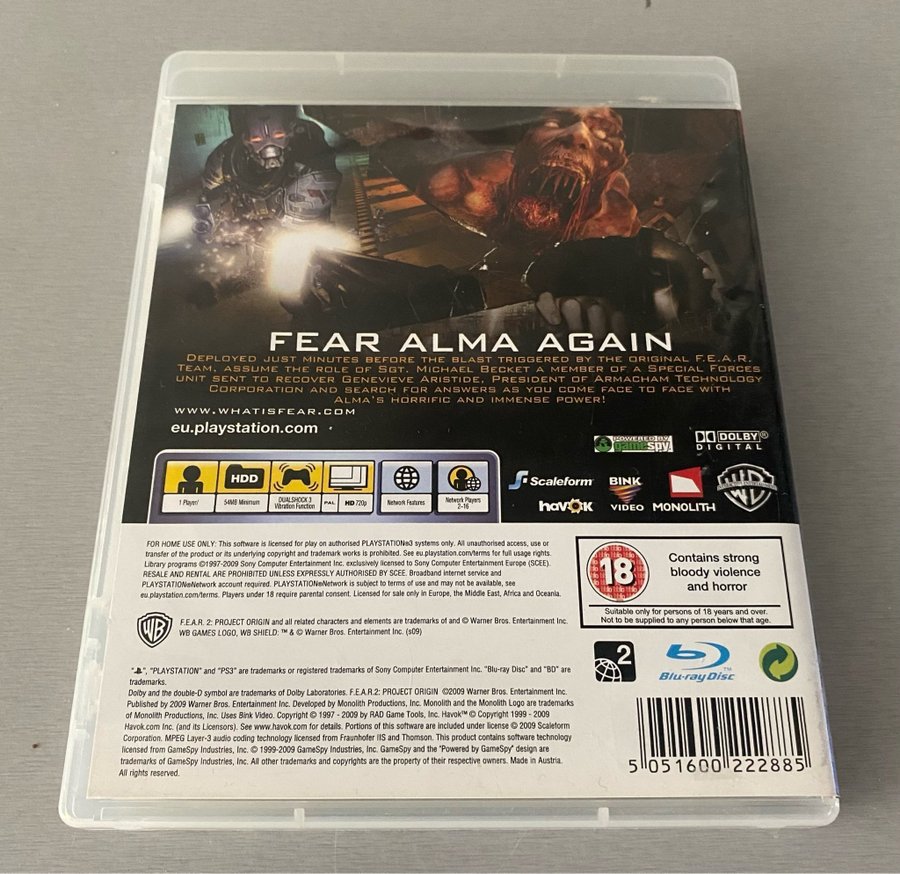 FEAR ALMA AGAIN
DEPLOYED JUST MINUTES BEFORE THE BLAST TRIGGERED BY THE ORIGINAL F.E.A.R.
TEAM, ASSUME THE ROLE OF SGT. MICHAEL BECKET A MEMBER OF A SPECIAL FORCES
UNIT SENT TO RECOVER GENEVIEVE ARISTIDE, PRESIDENT OF ARMACHAM TECHNOLOGY
CORPORATION AND SEARCH FOR ANSWERS AS YOU COME FACE TO FACE WITH
ALMA'S HORRIFIC AND IMMENSE POWER!
WWW.WHATISFEAR.COM
eu.playstation.com
POWERED BY
gamespy
DOLBY®
DIGITAL
HDD
1 Player
54MB Minimum
DUALSHOCK 3
Vibration Function
PAL
HD 720p
Network Features
Network Players
2-16
Scaleform
havok
BINK
VIDEO
MONOLITH
WB
FOR HOME USE ONLY: This software is licensed for play on authorised PLAYSTATION®3 systems only. All unauthorised access, use or
transfer of the product or its underlying copyright and trademark works is prohibited. See eu.playstation.com/terms for full usage rights.
Library programs ©1997-2009 Sony Computer Entertainment Inc. exclusively licensed to Sony Computer Entertainment Europe (SCEE).
RESALE AND RENTAL ARE PROHIBITED UNLESS EXPRESSLY AUTHORISED BY SCEE. Broadband internet service and
PLAYSTATION®Network account required. PLAYSTATION®Network is subject to terms of use and may not be available, see
eu.playstation.com/terms. Players under 18 require parental consent. Licensed for sale only in Europe, the Middle East, Africa and Oceania.
18
Contains strong
bloody violence
and horror
Suitable only for persons of 18 years and over.
Not to be supplied to any person below that age.
WB
F.E.A.R. 2: PROJECT ORIGIN and all related characters and elements are trademarks of and © Warner Bros. Entertainment Inc.
WB GAMES LOGO, WB SHIELD: ™ & © Warner Bros. Entertainment Inc. (s09)
2
Blu-ray Disc™
"", "PLAYSTATION" and "PS3" are trademarks or registered trademarks of Sony Computer Entertainment Inc. "Blu-ray Disc" and "BD" are
trademarks.
Dolby and the double-D symbol are trademarks of Dolby Laboratories. F.E.A.R.2: PROJECT ORIGIN ©2009 Warner Bros. Entertainment Inc.
Published by 2009 Warner Bros. Entertainment Inc. Developed by Monolith Productions, Inc. Monolith and the Monolith Logo are trademarks
of Monolith Productions, Inc. Uses Bink Video. Copyright © 1997 - 2009 by RAD Game Tools, Inc. Havok™ © Copyright 1999 - 2009
Havok.com Inc. (and its Licensors). See www.havok.com for details. Portions of this software are included under license © 2009 Scaleform
Corporation. MPEG Layer-3 audio coding technology licensed from Fraunhofer IIS and Thomson. This product contains software technology
licensed from GameSpy Industries, Inc. © 1999-2009 GameSpy Industries, Inc. GameSpy and the "Powered by GameSpy" design are
trademarks of GameSpy Industries, Inc. All other trademarks and copyrights are the property of their respective owners. Made in Austria.
All rights reserved.
5 051600 222885